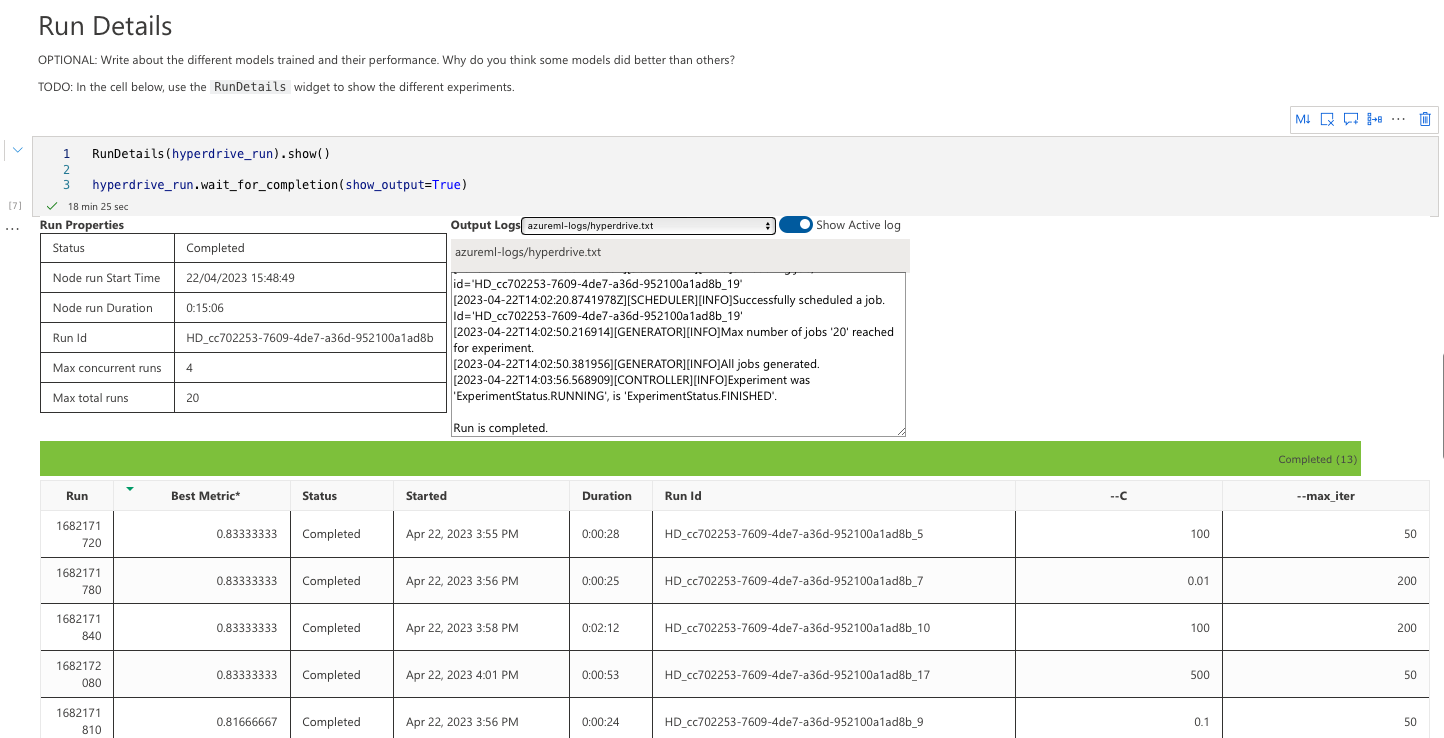 Run Details
OPTIONAL: Write about the different models trained and their performance. Why do you think some models did better than others?
TODO: In the cell below, use the RunDetails widget to show the different experiments.
M↓ ···
1 RunDetails(hyperdrive_run).show()
2
3 hyperdrive_run.wait_for_completion(show_output=True)
[7] 18 min 25 sec
···
Run Properties
Status Completed
Node run Start Time 22/04/2023 15:48:49
Node run Duration 0:15:06
Run Id HD_cc702253-7609-4de7-a36d-952100a1ad8b
Max concurrent runs 4
Max total runs 20
Output Logs azureml-logs/hyperdrive.txt Show Active log
azureml-logs/hyperdrive.txt
id='HD_cc702253-7609-4de7-a36d-952100a1ad8b_19'
[2023-04-22T14:02:20.8741978Z][SCHEDULER][INFO]Successfully scheduled a job.
Id='HD_cc702253-7609-4de7-a36d-952100a1ad8b_19'
[2023-04-22T14:02:50.216914][GENERATOR][INFO]Max number of jobs '20' reached
for experiment.
[2023-04-22T14:02:50.381956][GENERATOR][INFO]All jobs generated.
[2023-04-22T14:03:56.568909][CONTROLLER][INFO]Experiment was
'ExperimentStatus.RUNNING', is 'ExperimentStatus.FINISHED'.
Run is completed.
Completed (13)
Run Best Metric* Status Started Duration Run Id --C --max_iter
1682171
720 0.83333333 Completed Apr 22, 2023 3:55 PM 0:00:28 HD_cc702253-7609-4de7-a36d-952100a1ad8b_5 100 50
1682171
780 0.83333333 Completed Apr 22, 2023 3:56 PM 0:00:25 HD_cc702253-7609-4de7-a36d-952100a1ad8b_7 0.01 200
1682171
840 0.83333333 Completed Apr 22, 2023 3:58 PM 0:02:12 HD_cc702253-7609-4de7-a36d-952100a1ad8b_10 100 200
1682172
080 0.83333333 Completed Apr 22, 2023 4:01 PM 0:00:53 HD_cc702253-7609-4de7-a36d-952100a1ad8b_17 500 50
1682171
810 0.81666667 Completed Apr 22, 2023 3:56 PM 0:00:24 HD_cc702253-7609-4de7-a36d-952100a1ad8b_9 0.1 50